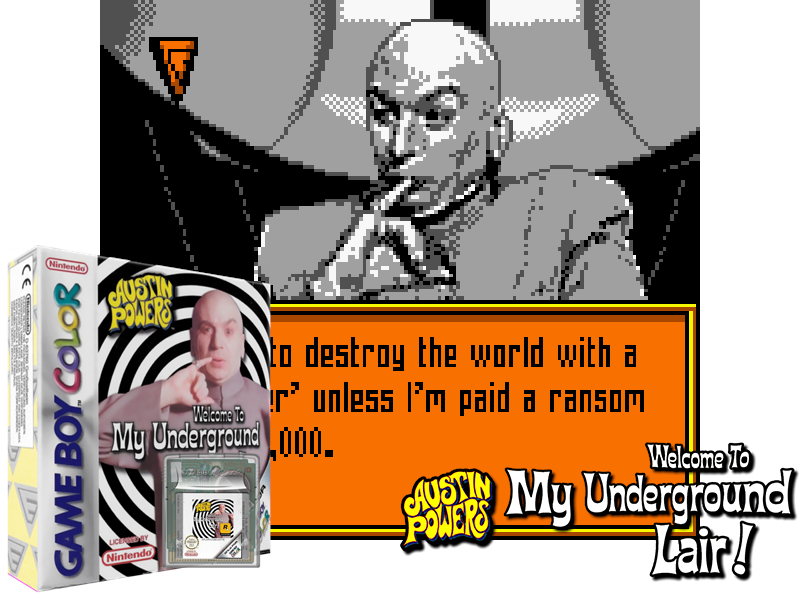 to destroy the world with a
er' unless I'm paid a ransom
,000.
Nintendo
GAME BOY COLOR
TM
AUSTIN
POWERS
Welcome To
My Underground
LICENSED BY
Nintendo
AUSTIN
POWERS
Welcome To
My Underground
Lair!